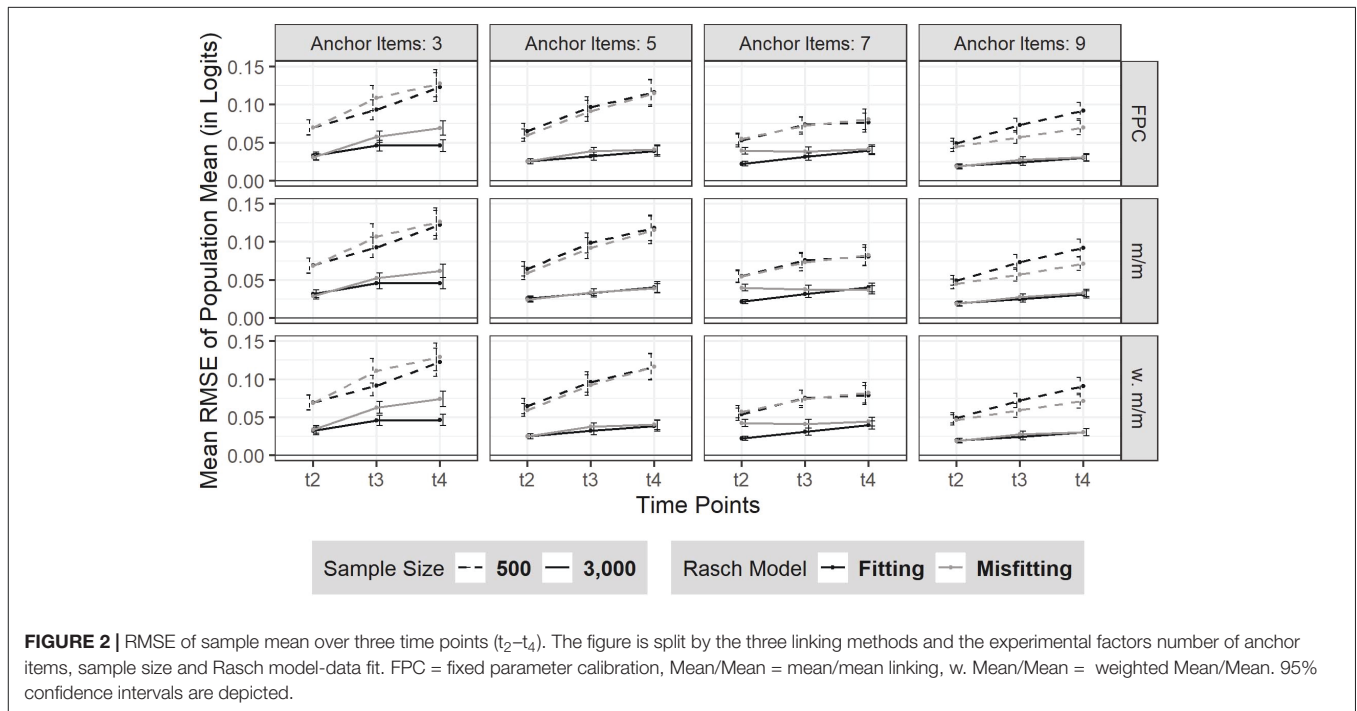 Anchor Items: 3 Anchor Items: 5 Anchor Items: 7 Anchor Items: 9
Mean RMSE of Population Mean (in Logits)
0.15
0.10
0.05
0.00
FPC
0.15
0.10
0.05
0.00
m/m
0.15
0.10
0.05
0.00
w. m/m
t2 t3 t4 t2 t3 t4 t2 t3 t4 t2 t3 t4
Time Points
Sample Size 500 3,000 Rasch Model Fitting Misfitting
FIGURE 2 | RMSE of sample mean over three time points (t2–t4). The figure is split by the three linking methods and the experimental factors number of anchor
items, sample size and Rasch model-data fit. FPC = fixed parameter calibration, Mean/Mean = mean/mean linking, w. Mean/Mean = weighted Mean/Mean. 95%
confidence intervals are depicted.